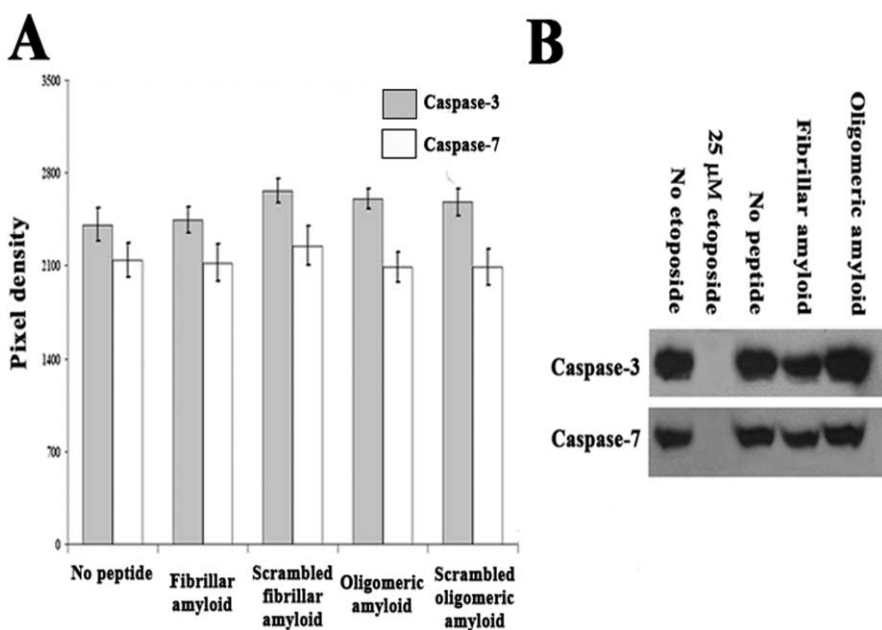 A
3500
2800
2100
1400
700
0
Pixel density
Caspase-3
Caspase-7
No peptide
Fibrillar
amyloid
Scrambled
fibrillar
amyloid
Oligomeric
amyloid
Scrambled
oligomeric
amyloid
B
No etoposide
25 μM etoposide
No peptide
Fibrillar amyloid
Oligomeric amyloid
Caspase-3
Caspase-7